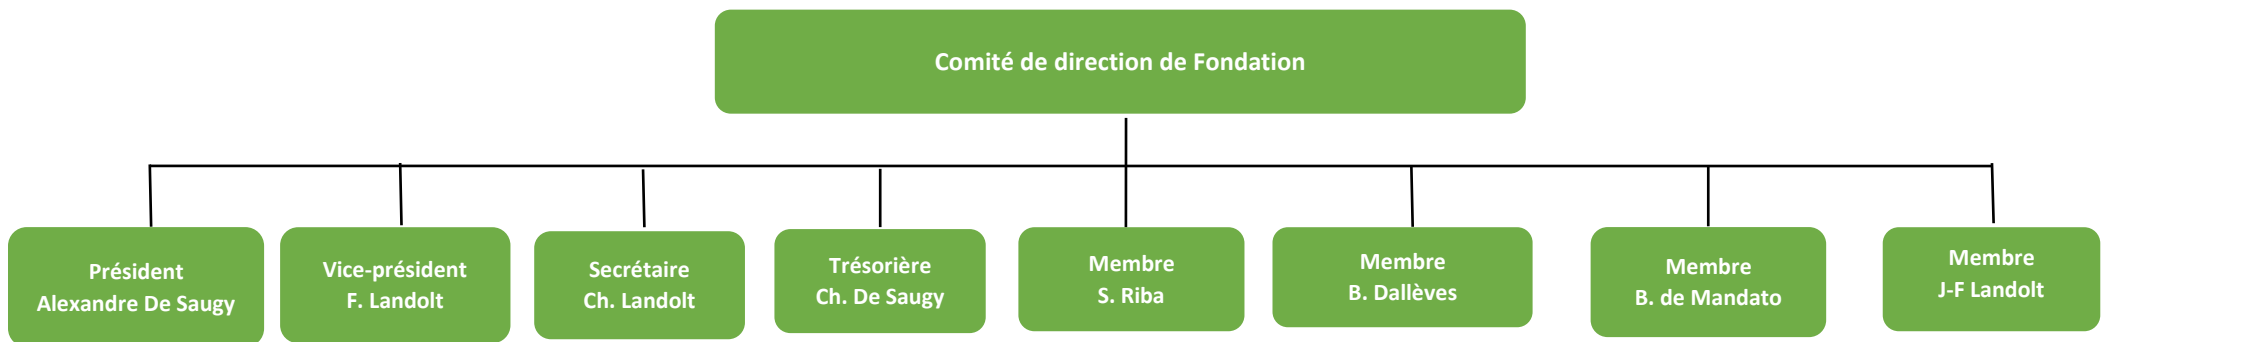 Comité de direction de Fondation
Président
Alexandre De Saugy
Vice-président
F. Landolt
Secrétaire
Ch. Landolt
Trésorière
Ch. De Saugy
Membre
S. Riba
Membre
B. Dallèves
Membre
B. de Mandato
Membre
J-F Landolt